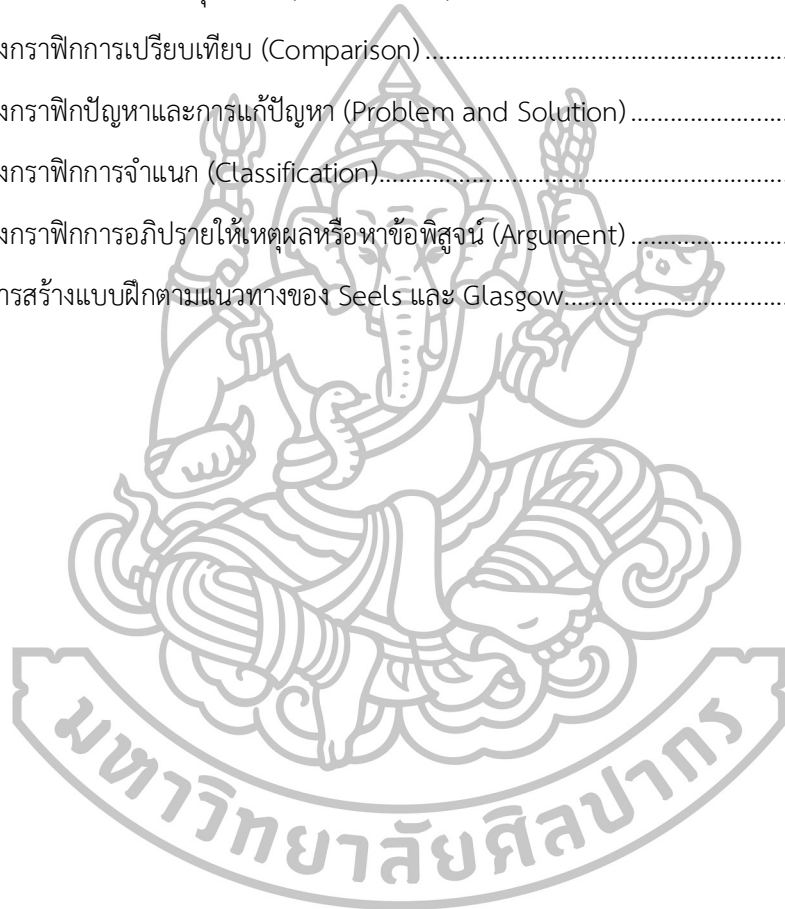 งกราฟิกการเปรียบเทียบ (Comparison)
งกราฟิกปัญหาและการแก้ปัญหา (Problem and Solution)
งกราฟิกการจำแนก (Classification)
งกราฟิกการอภิปรายให้เหตุผลหรือหาข้อพิสูจน์ (Argument)
ารสร้างแบบฝึกตามแนวทางของ Seels และ Glasgow
มหาวิทยาลัยศิลปากร